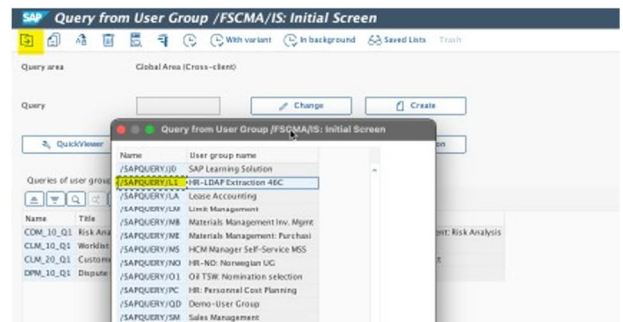 SAP Query from User Group /FSCMA/IS: Initial Screen
With variant In background Saved Lists Trash
Query area Global Area (Cross-client)
Query Change Create
Query from User Group /FSCMA/IS: Initial Screen
QuickViewer
Name User group name
/SAPQUERY/J0 SAP Learning Solution
Queries of user group /SAPQUERY/L1 HR-LDAP Extraction 46C
/SAPQUERY/LA Lease Accounting
/SAPQUERY/LM Limit Management
Name Title /SAPQUERY/MB Materials Management Inv. Mgmt
CDM_10_Q1 Risk Ana /SAPQUERY/ME Materials Management: Purchasi ent: Risk Analysis
CLM_10_Q1 Worklist /SAPQUERY/MS HCM Manager Self-Service MSS
CLM_20_Q1 Custome /SAPQUERY/NO HR-NO: Norwegian UG
DPM_10_Q1 Dispute /SAPQUERY/O1 Oil TSW: Nomination selection
/SAPQUERY/PC HR: Personnel Cost Planning
/SAPQUERY/QD Demo-User Group
/SAPQUERY/SM Sales Management